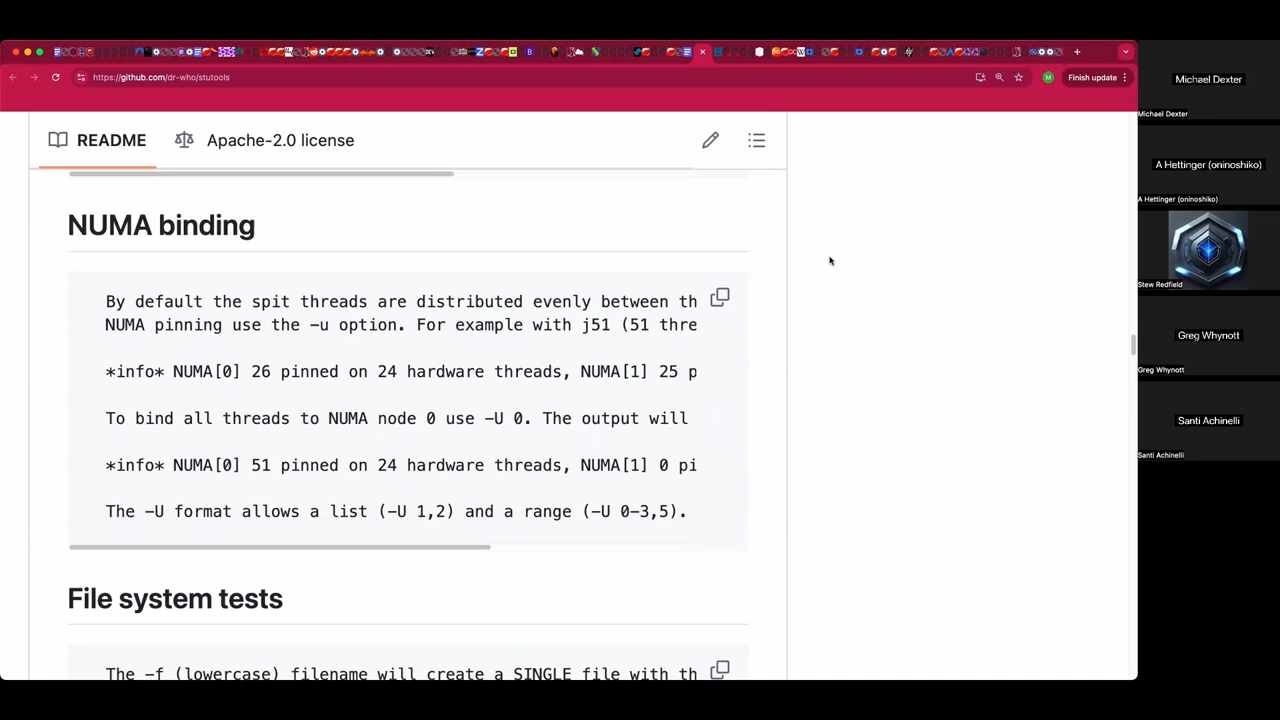 https://github.com/dr-who/stutools
Finish update
README
Apache-2.0 license
NUMA binding
By default the spit threads are distributed evenly between th
NUMA pinning use the -u option. For example with j51 (51 thre
*info* NUMA[0] 26 pinned on 24 hardware threads, NUMA[1] 25 p
To bind all threads to NUMA node 0 use -U 0. The output will
*info* NUMA[0] 51 pinned on 24 hardware threads, NUMA[1] 0 pi
The -U format allows a list (-U 1,2) and a range (-U 0-3,5).
File system tests
The -f (lowercase) filename will create a SINGLE file with th
Michael Dexter
Michael Dexter
A Hettinger (oninoshiko)
A Hettinger (oninoshiko)
Stew Redfield
Greg Whynott
Greg Whynott
Santi Achinelli
Santi Achinelli